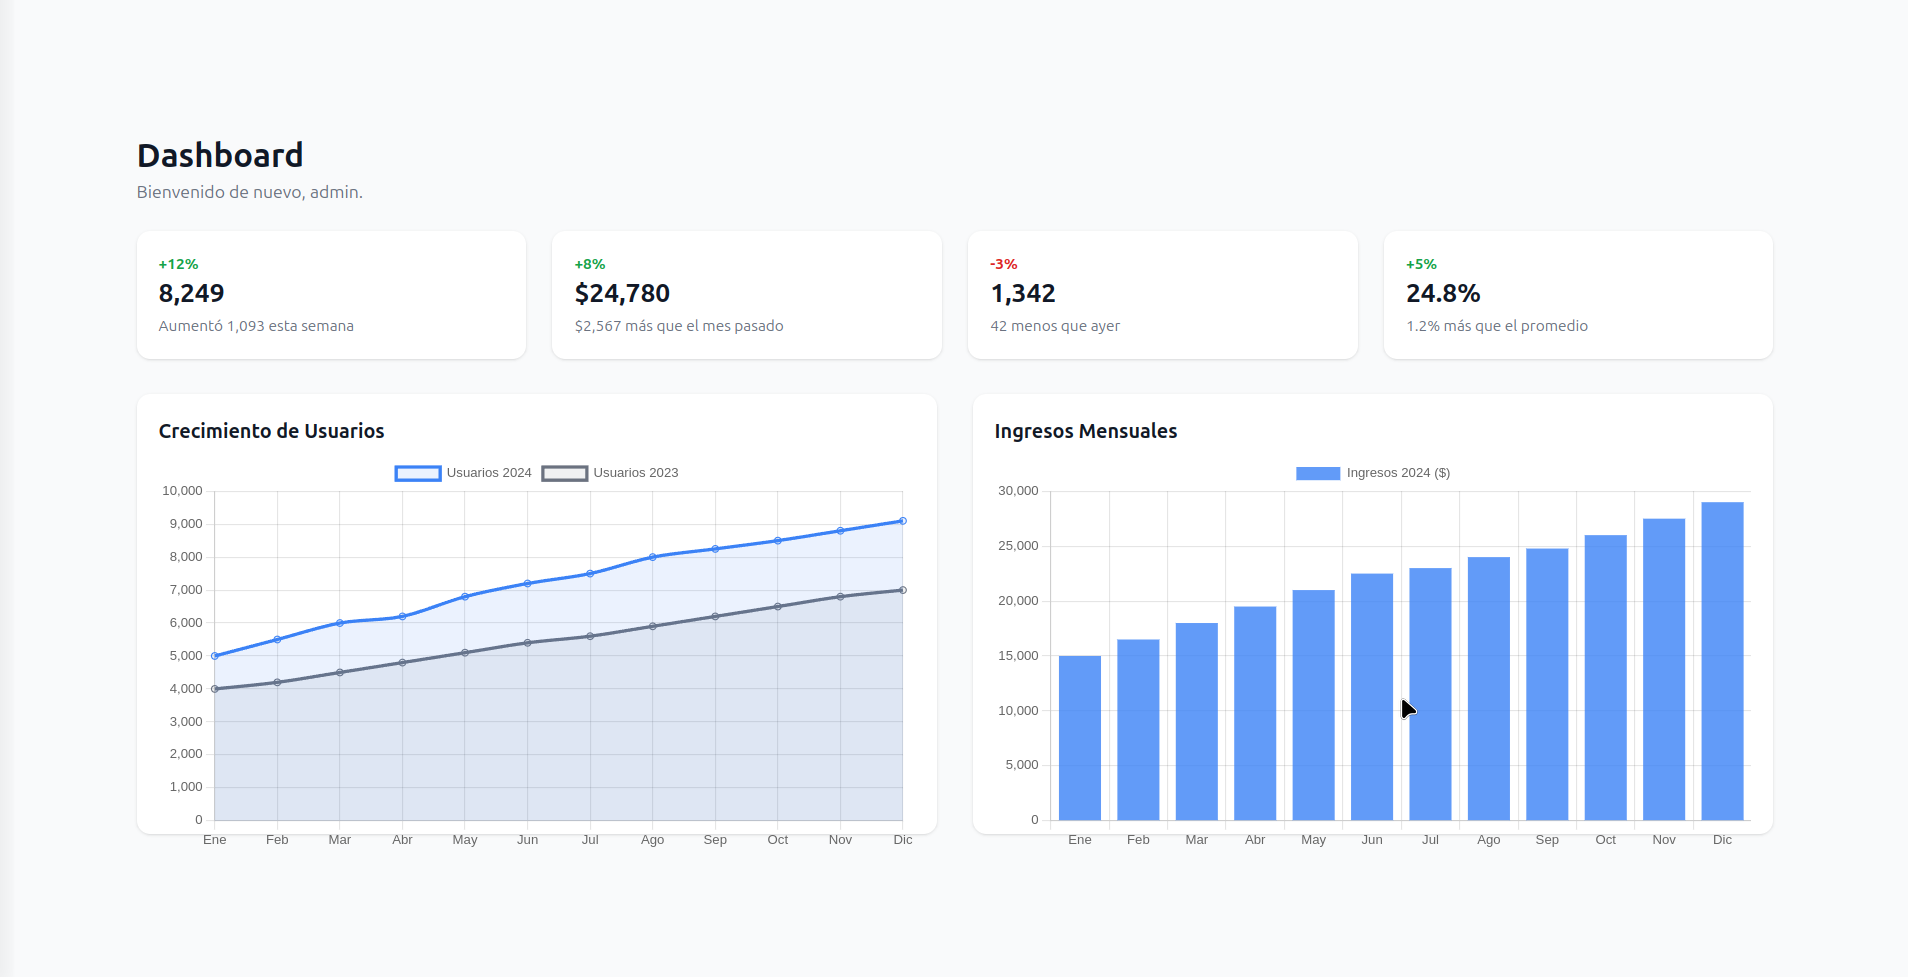 Dashboard
Bienvenido de nuevo, admin.
+12%
8,249
Aumentó 1,093 esta semana
+8%
$24,780
$2,567 más que el mes pasado
-3%
1,342
42 menos que ayer
+5%
24.8%
1.2% más que el promedio
Crecimiento de Usuarios
Usuarios 2024 Usuarios 2023
10,000
9,000
8,000
7,000
6,000
5,000
4,000
3,000
2,000
1,000
0
Ene Feb Mar Abr May Jun Jul Ago Sep Oct Nov Dic
Ingresos Mensuales
Ingresos 2024 ($)
30,000
25,000
20,000
15,000
10,000
5,000
0
Ene Feb Mar Abr May Jun Jul Ago Sep Oct Nov Dic